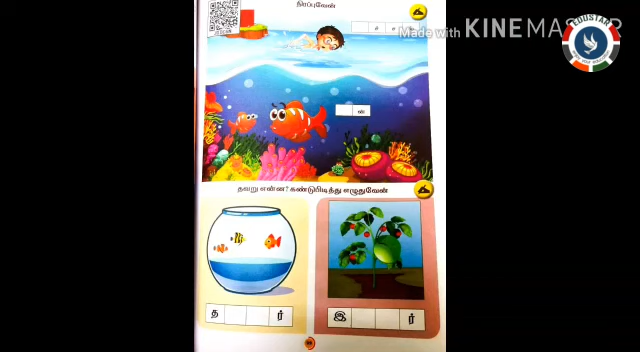 நிரப்புவேன்
Made with KINEMASTER
EDUSTAR
ன்
தவறு என்ன? கண்டுபிடித்து எழுதுவேன்
த ர்
இ ர்